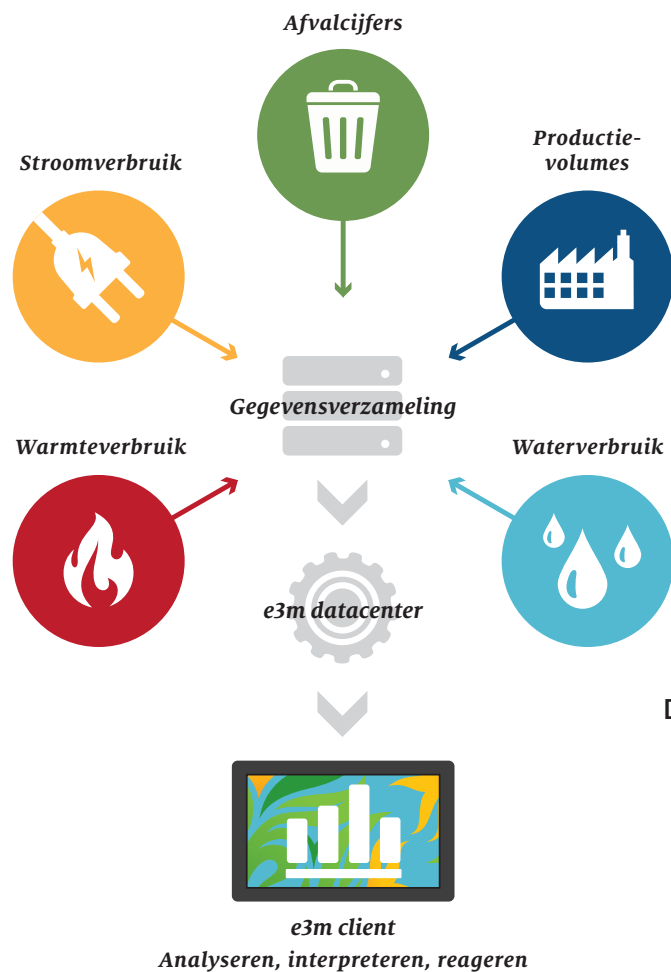 Afvalcijfers
Stroomverbruik
Productie-
volumes
Gegevensverzameling
Warmteverbruik
Waterverbruik
e3m datacenter
D
e3m client
Analyseren, interpreteren, reageren